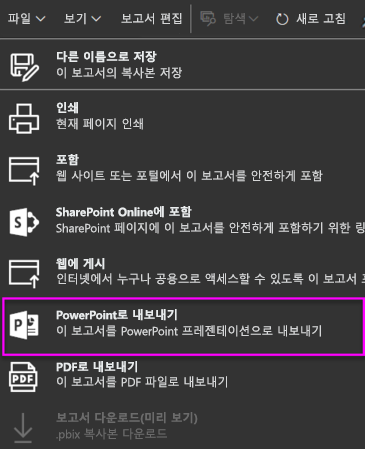 파일 보기 보고서 편집 탐색 새로 고침
다른 이름으로 저장
이 보고서의 복사본 저장
인쇄
현재 페이지 인쇄
포함
웹 사이트 또는 포털에서 이 보고서를 안전하게 포함
SharePoint Online에 포함
SharePoint 페이지에 이 보고서를 안전하게 포함하기 위한 링
웹에 게시
인터넷에서 누구나 공용으로 액세스할 수 있도록 이 보고서 포
PowerPoint로 내보내기
이 보고서를 PowerPoint 프레젠테이션으로 내보내기
PDF로 내보내기
이 보고서를 PDF 파일로 내보내기
보고서 다운로드(미리 보기)
.pbix 복사본 다운로드